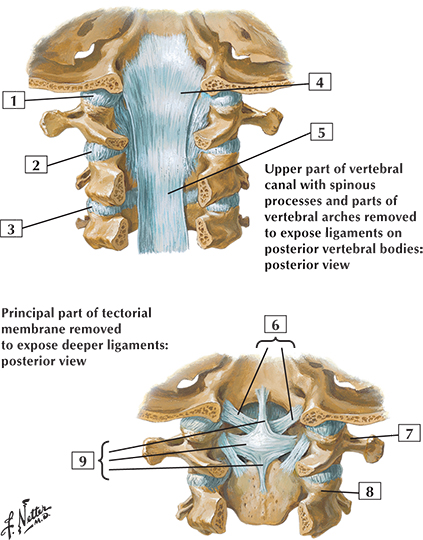 1
4
5
2
3
Upper part of vertebral
canal with spinous
processes and parts of
vertebral arches removed
to expose ligaments on
posterior vertebral bodies:
posterior view
Principal part of tectorial
membrane removed
to expose deeper ligaments:
posterior view
6
7
9
8
F. Netter
M.D.